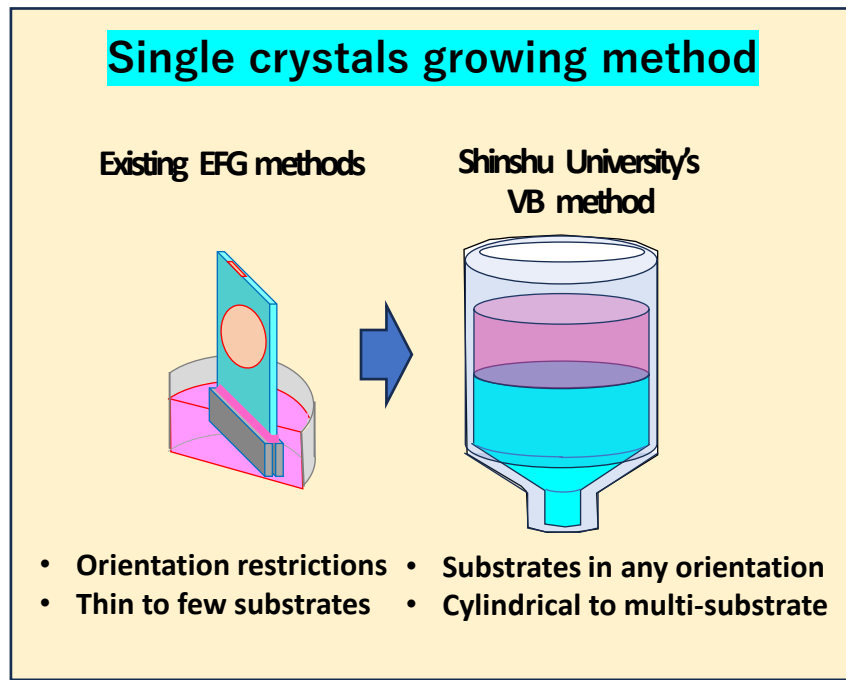 Single crystals growing method
Existing EFG methods
Shinshu University's
VB method
• Orientation restrictions
• Thin to few substrates
• Substrates in any orientation
• Cylindrical to multi-substrate